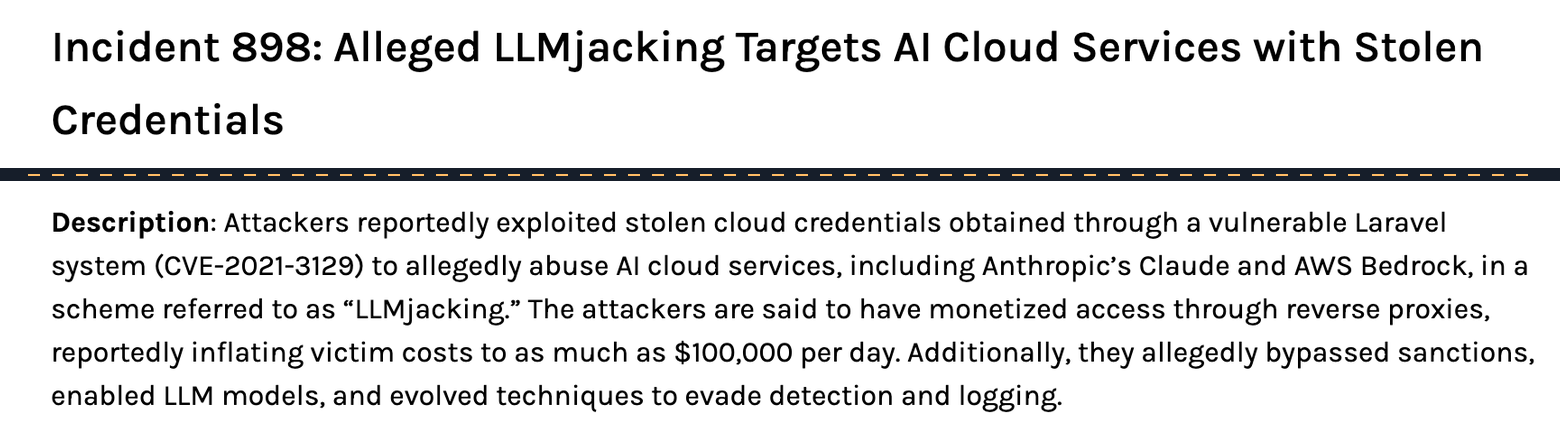 Incident 898: Alleged LLMjacking Targets AI Cloud Services with Stolen
Credentials
Description: Attackers reportedly exploited stolen cloud credentials obtained through a vulnerable Laravel
system (CVE-2021-3129) to allegedly abuse AI cloud services, including Anthropic’s Claude and AWS Bedrock, in a
scheme referred to as “LLMjacking.” The attackers are said to have monetized access through reverse proxies,
reportedly inflating victim costs to as much as $100,000 per day. Additionally, they allegedly bypassed sanctions,
enabled LLM models, and evolved techniques to evade detection and logging.